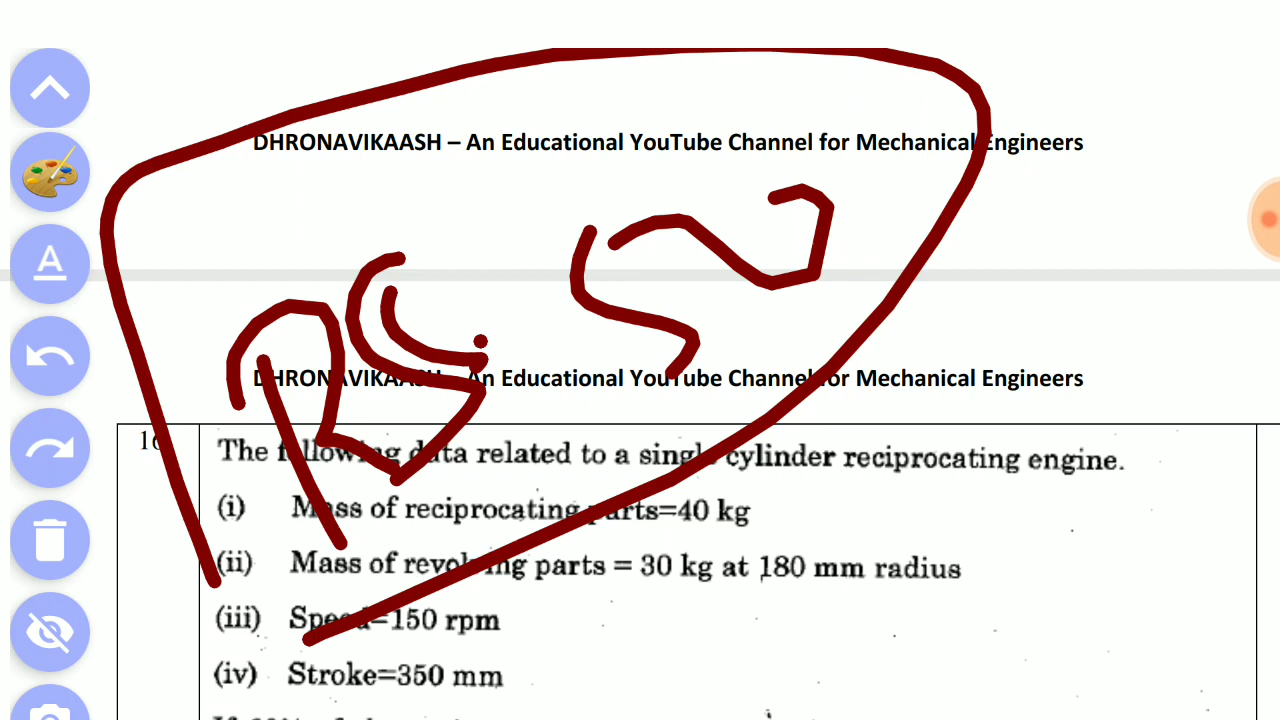 DHRONAVIKAASH – An Educational YouTube Channel for Mechanical Engineers
DHRONAVIKAASH – An Educational YouTube Channel for Mechanical Engineers
The following data related to a single cylinder reciprocating engine.
(i) Mass of reciprocating parts=40 kg
(ii) Mass of revolving parts = 30 kg at 180 mm radius
(iii) Speed=150 rpm
(iv) Stroke=350 mm